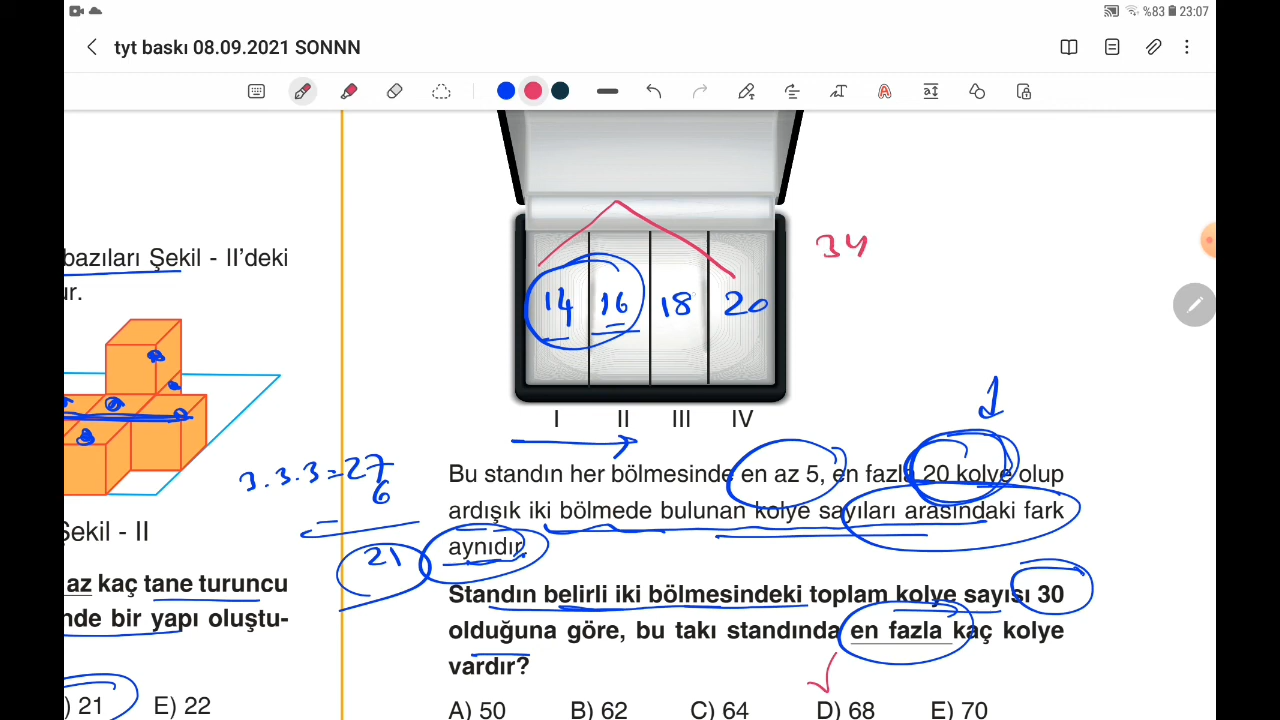 %83 23:07
tyt baskı 08.09.2021 SONNN
bazıları Şekil - II'deki
ur.
Şekil - II
az kaç tane turuncu
nde bir yapı oluştu-
) 21 E) 22
3.3.3=27
6
21
34
14 16 18 20
I II III IV
Bu standın her bölmesinde en az 5, en fazla 20 kolye olup
ardışık iki bölmede bulunan kolye sayıları arasındaki fark
aynıdır.
Standın belirli iki bölmesindeki toplam kolye sayısı 30
olduğuna göre, bu takı standında en fazla kaç kolye
vardır?
A) 50 B) 62 C) 64 D) 68 E) 70